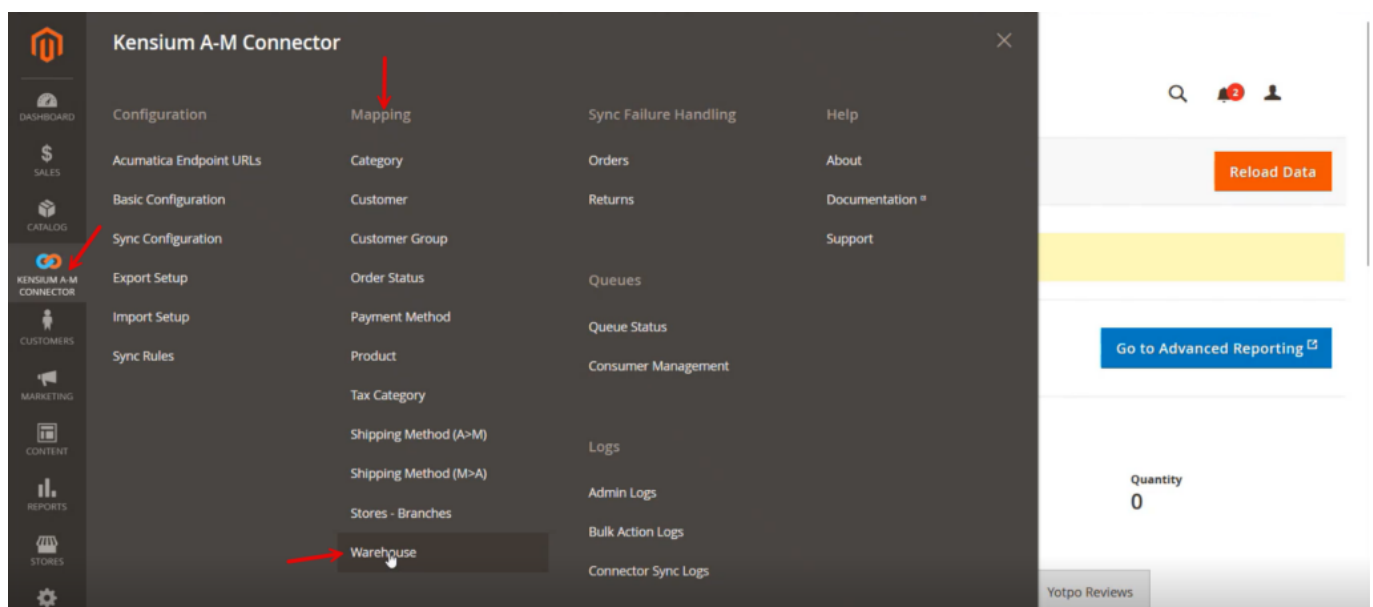 DASHBOARD
SALES
CATALOG
KENSIUM A-M
CONNECTOR
CUSTOMERS
MARKETING
CONTENT
REPORTS
STORES
Kensium A-M Connector
Configuration
Acumatica Endpoint URLs
Basic Configuration
Sync Configuration
Export Setup
Import Setup
Sync Rules
Mapping
Category
Customer
Customer Group
Order Status
Payment Method
Product
Tax Category
Shipping Method (A>M)
Shipping Method (M>A)
Stores - Branches
Warehouse
Sync Failure Handling
Orders
Returns
Queues
Queue Status
Consumer Management
Logs
Admin Logs
Bulk Action Logs
Connector Sync Logs
Help
About
Documentation
Support
2
Reload Data
Go to Advanced Reporting
Quantity
0
Yotpo Reviews